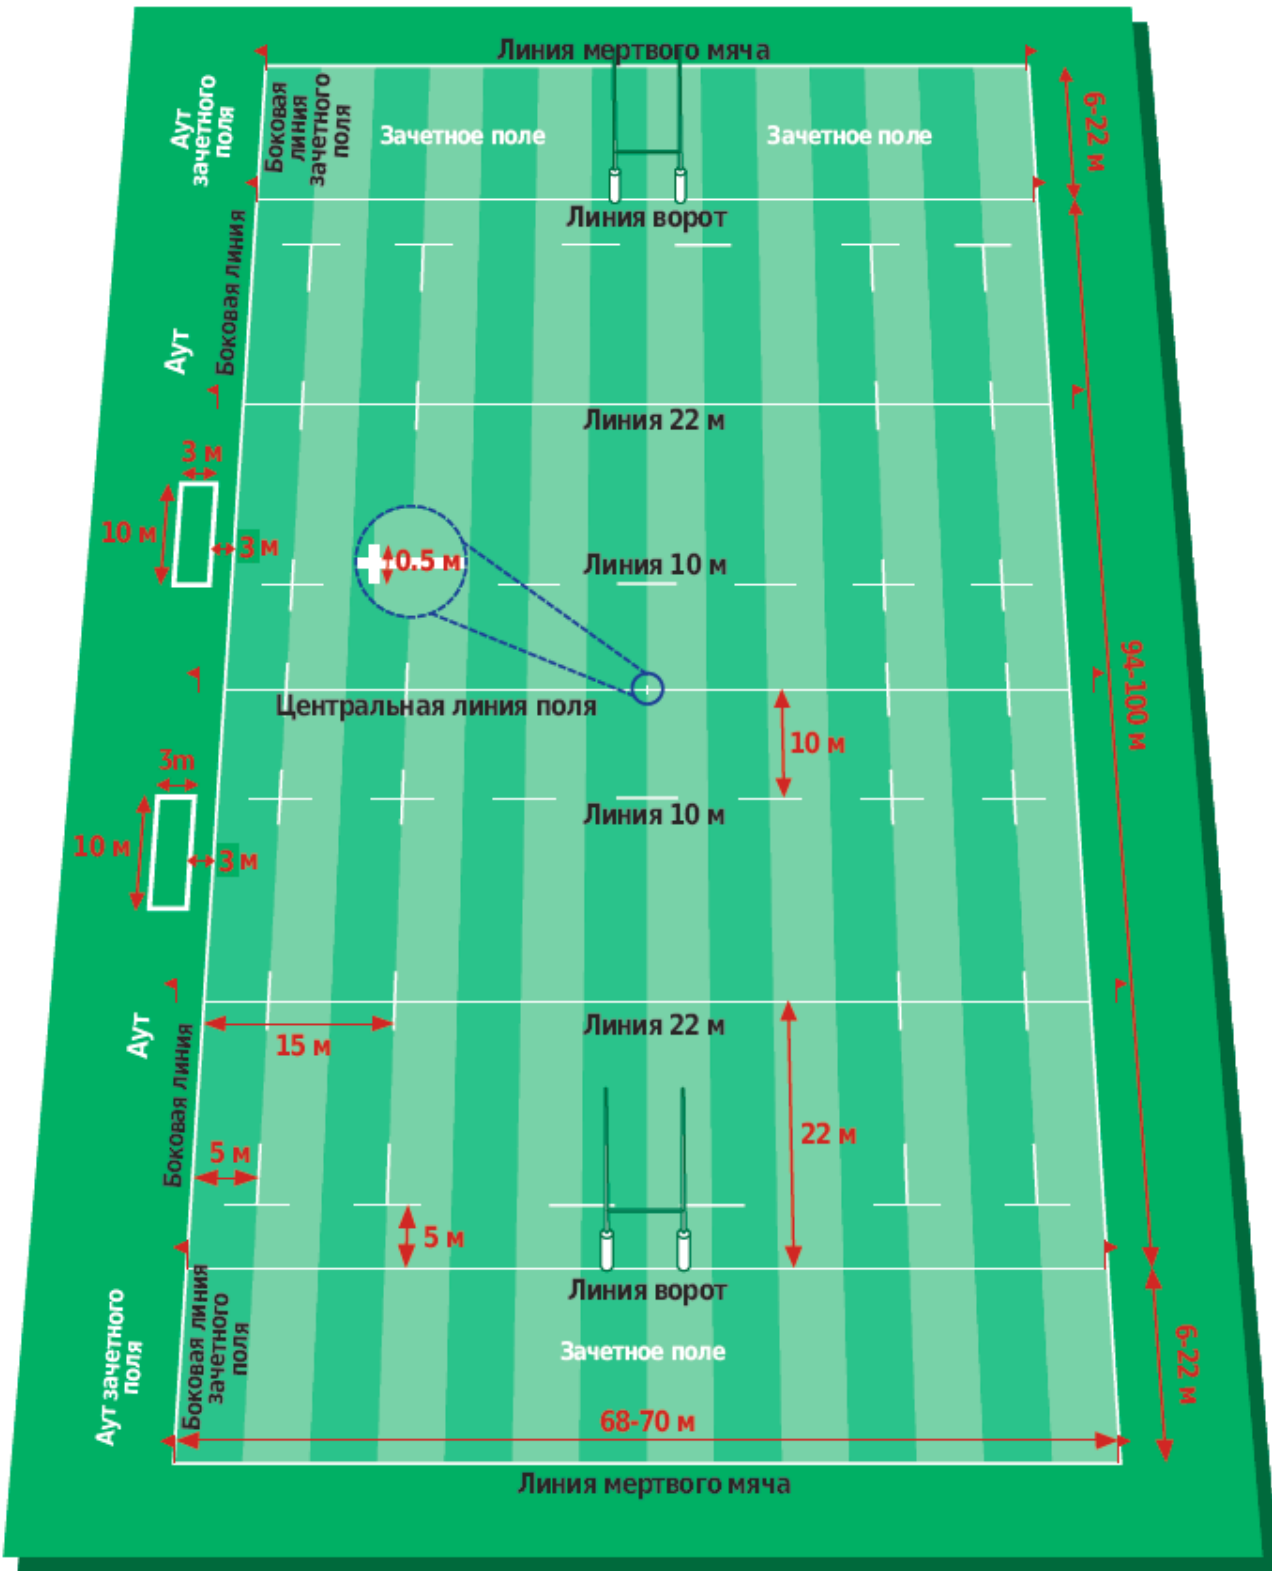 Линия мертвого мяча
Аут
зачетного
поля
Боковая
линия
зачетного
поля
Зачетное поле
Зачетное поле
6-22 м
Линия ворот
Боковая линия
Аут
Линия 22 м
3 м
10 м
3 м
0.5 м
Линия 10 м
94-100 м
Центральная линия поля
10 м
3m
10 м
3 м
Линия 10 м
Аут
Боковая линия
15 м
Линия 22 м
22 м
5 м
5 м
Линия ворот
Аут зачетного
поля
Боковая линия
зачетного
поля
Зачетное поле
6-22 м
68-70 м
Линия мертвого мяча